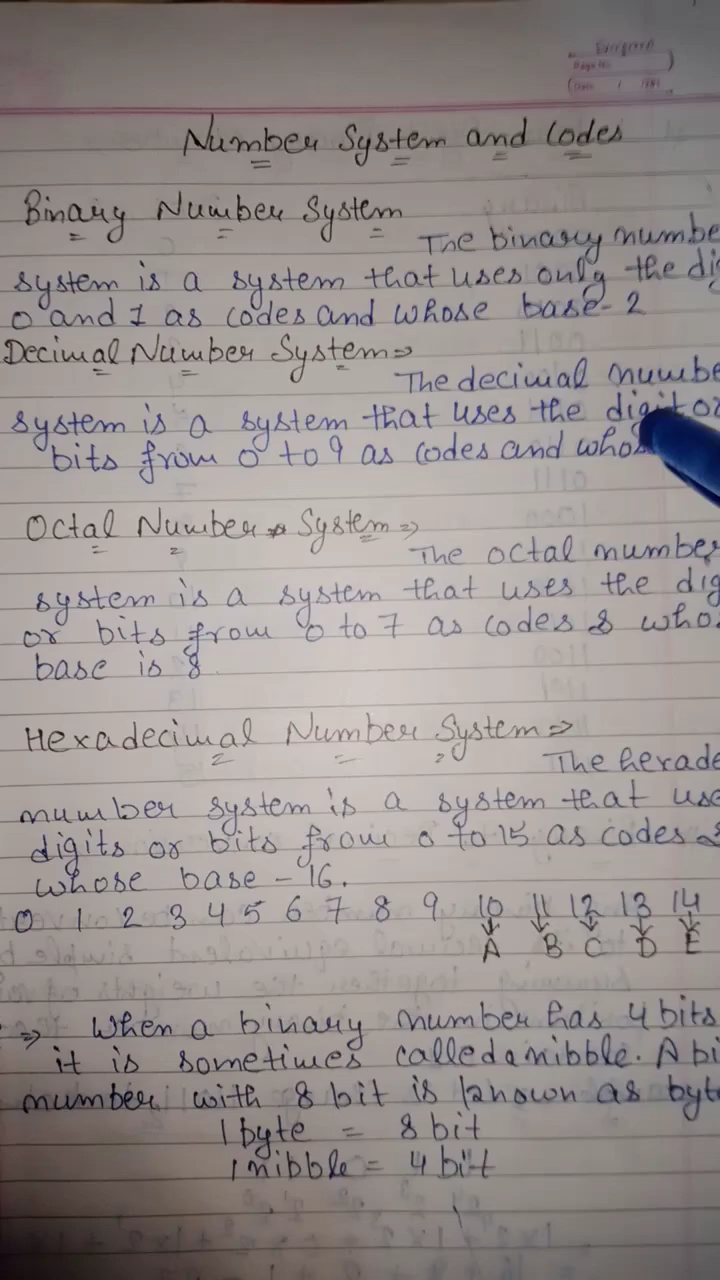 Page No.
Date / /
Number System and Codes
Binary Number System
The binary numbe
system is a system that uses only the di
0 and 1 as codes and whose base - 2
Decimal Number System ⇒
The decimal numbe
system is a system that uses the digit or
bits from 0 to 9 as codes and whos
Octal Number System ⇒
The octal number
system is a system that uses the dig
or bits from 0 to 7 as codes & who
base is 8
Hexadecimal Number System ⇒
The hexade
number system is a system that use
digits or bits from 0 to 15 as codes &
whose base - 16.
0 1 2 3 4 5 6 7 8 9 10 11 12 13 14
A B C D E
⇒ When a binary number has 4 bits
it is sometimes called a nibble. A bi
number with 8 bit is known as byt
1 byte = 8 bit
1 nibble = 4 bit